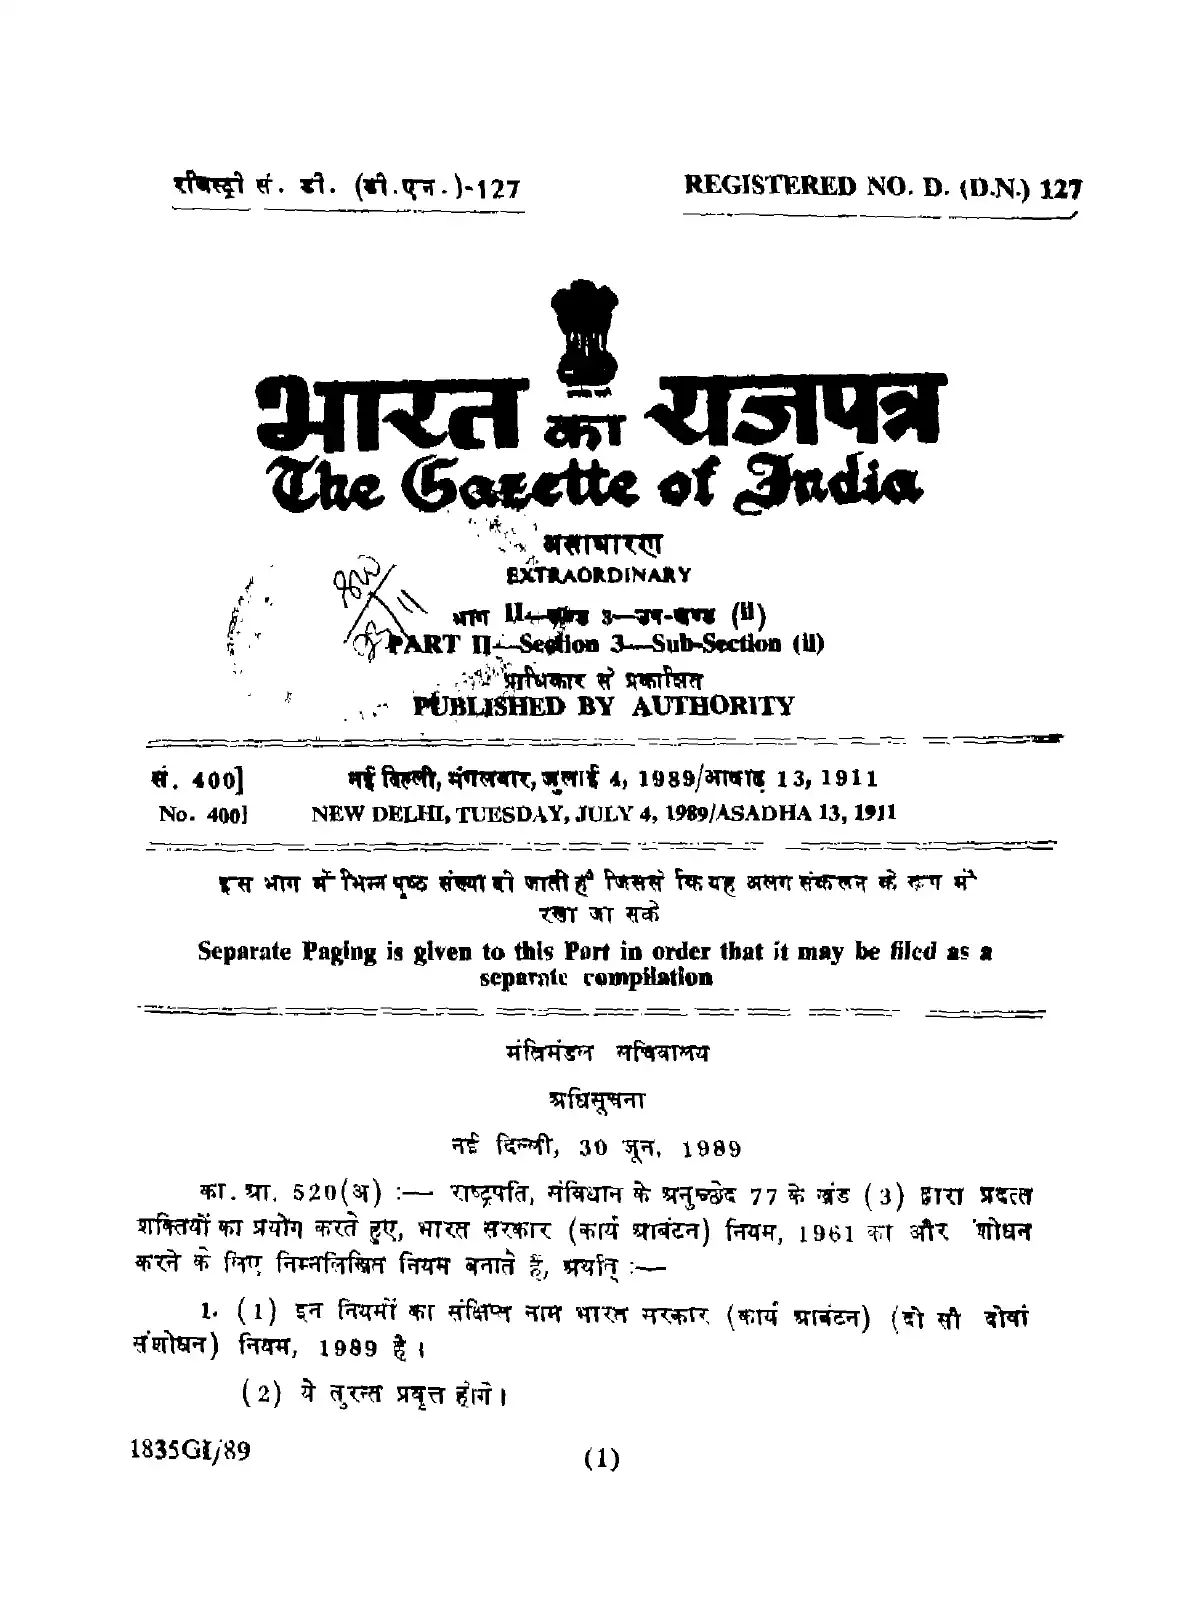 रजिस्ट्री सं. डी. (डी.एन.)-127
REGISTERED NO. D. (D.N.) 127
भारत का राजपत्र
The Gazette of India
असाधारण
EXTRAORDINARY
भाग II—खण्ड 3—उप-खण्ड (ii)
PART II—Section 3—Sub-Section (ii)
प्राधिकार से प्रकाशित
PUBLISHED BY AUTHORITY
सं. 400] नई दिल्ली, मंगलवार, जुलाई 4, 1989/आषाढ़ 13, 1911
No. 400] NEW DELHI, TUESDAY, JULY 4, 1989/ASADHA 13, 1911
इस भाग में भिन्न पृष्ठ संख्या दी जाती है जिससे कि यह अलग संकलन के रूप में
रखा जा सके
Separate Paging is given to this Part in order that it may be filed as a
separate compilation
मंत्रिमंडल सचिवालय
अधिसूचना
नई दिल्ली, 30 जून, 1989
का.आ. 520(अ) :— राष्ट्रपति, संविधान के अनुच्छेद 77 के खंड (3) द्वारा प्रदत्त
शक्तियों का प्रयोग करते हुए, भारत सरकार (कार्य आबंटन) नियम, 1961 का और संशोधन
करने के लिए निम्नलिखित नियम बनाते हैं, अर्थात् :—
1. (1) इन नियमों का संक्षिप्त नाम भारत सरकार (कार्य आबंटन) (दो सौ दोवां
संशोधन) नियम, 1989 है।
(2) ये तुरन्त प्रवृत्त होंगे।
1835GI/89
(1)